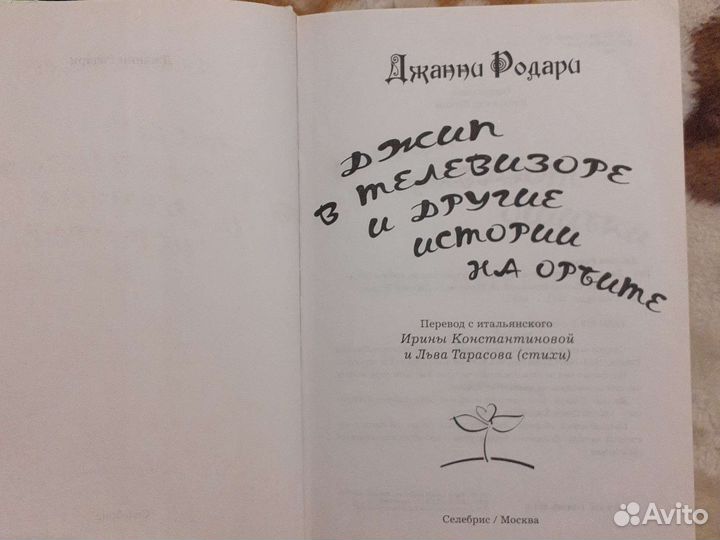 Джанни Родари
ДЖИП
В ТЕЛЕВИЗОРЕ
И ДРУГИЕ
ИСТОРИИ
НА ОРБИТЕ
Перевод с итальянского
Ирины Константиновой
и Льва Тарасова (стихи)
Селебрис / Москва
Avito